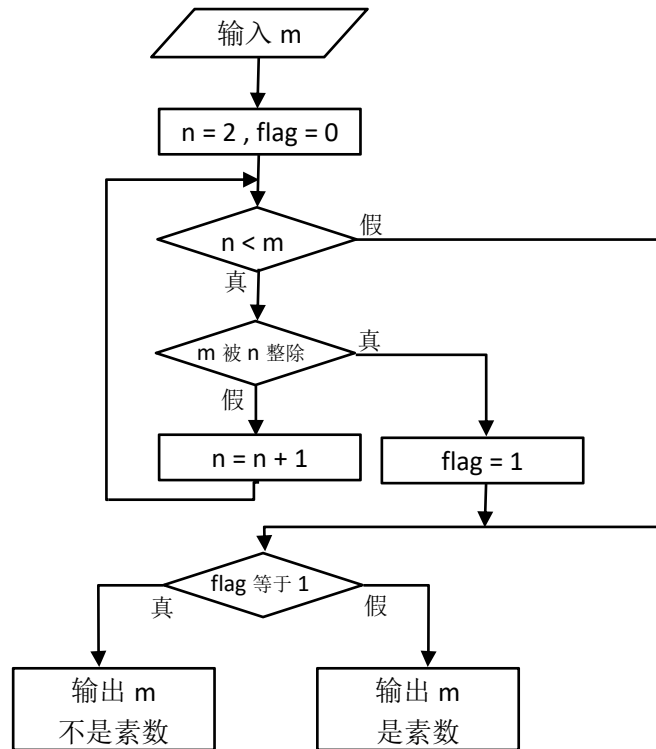 输入 m
n = 2 , flag = 0
n < m
假
真
m 被 n 整除
真
假
n = n + 1
flag = 1
flag 等于 1
真
假
输出 m
不是素数
输出 m
是素数